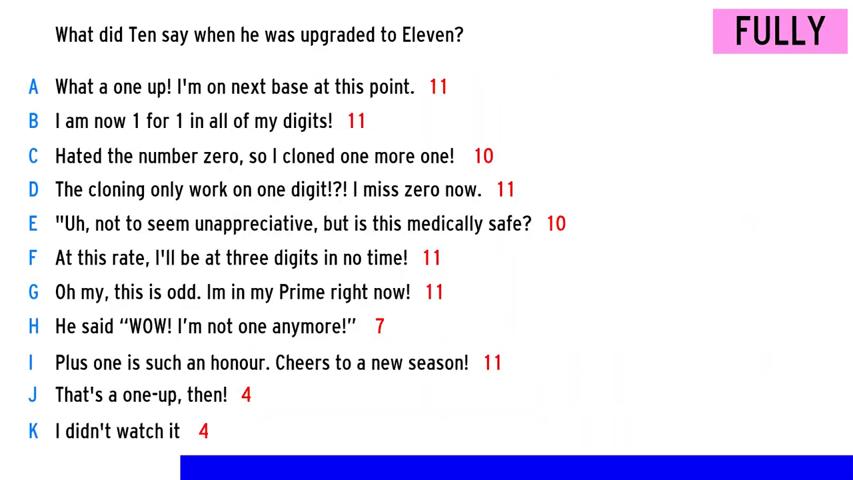 What did Ten say when he was upgraded to Eleven?
FULLY
A What a one up! I'm on next base at this point. 11
B I am now 1 for 1 in all of my digits! 11
C Hated the number zero, so I cloned one more one! 10
D The cloning only work on one digit!?! I miss zero now. 11
E "Uh, not to seem unappreciative, but is this medically safe? 10
F At this rate, I'll be at three digits in no time! 11
G Oh my, this is odd. Im in my Prime right now! 11
H He said “WOW! I’m not one anymore!” 7
I Plus one is such an honour. Cheers to a new season! 11
J That's a one-up, then! 4
K I didn't watch it 4